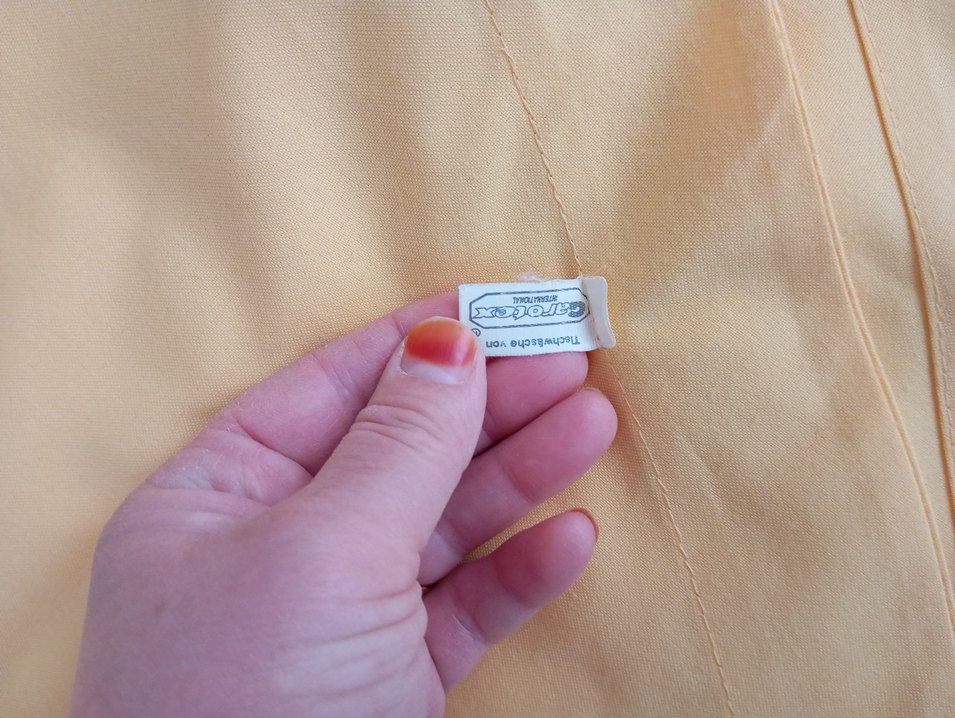 Tischwäsche von
Carotex ®
INTERNATIONAL